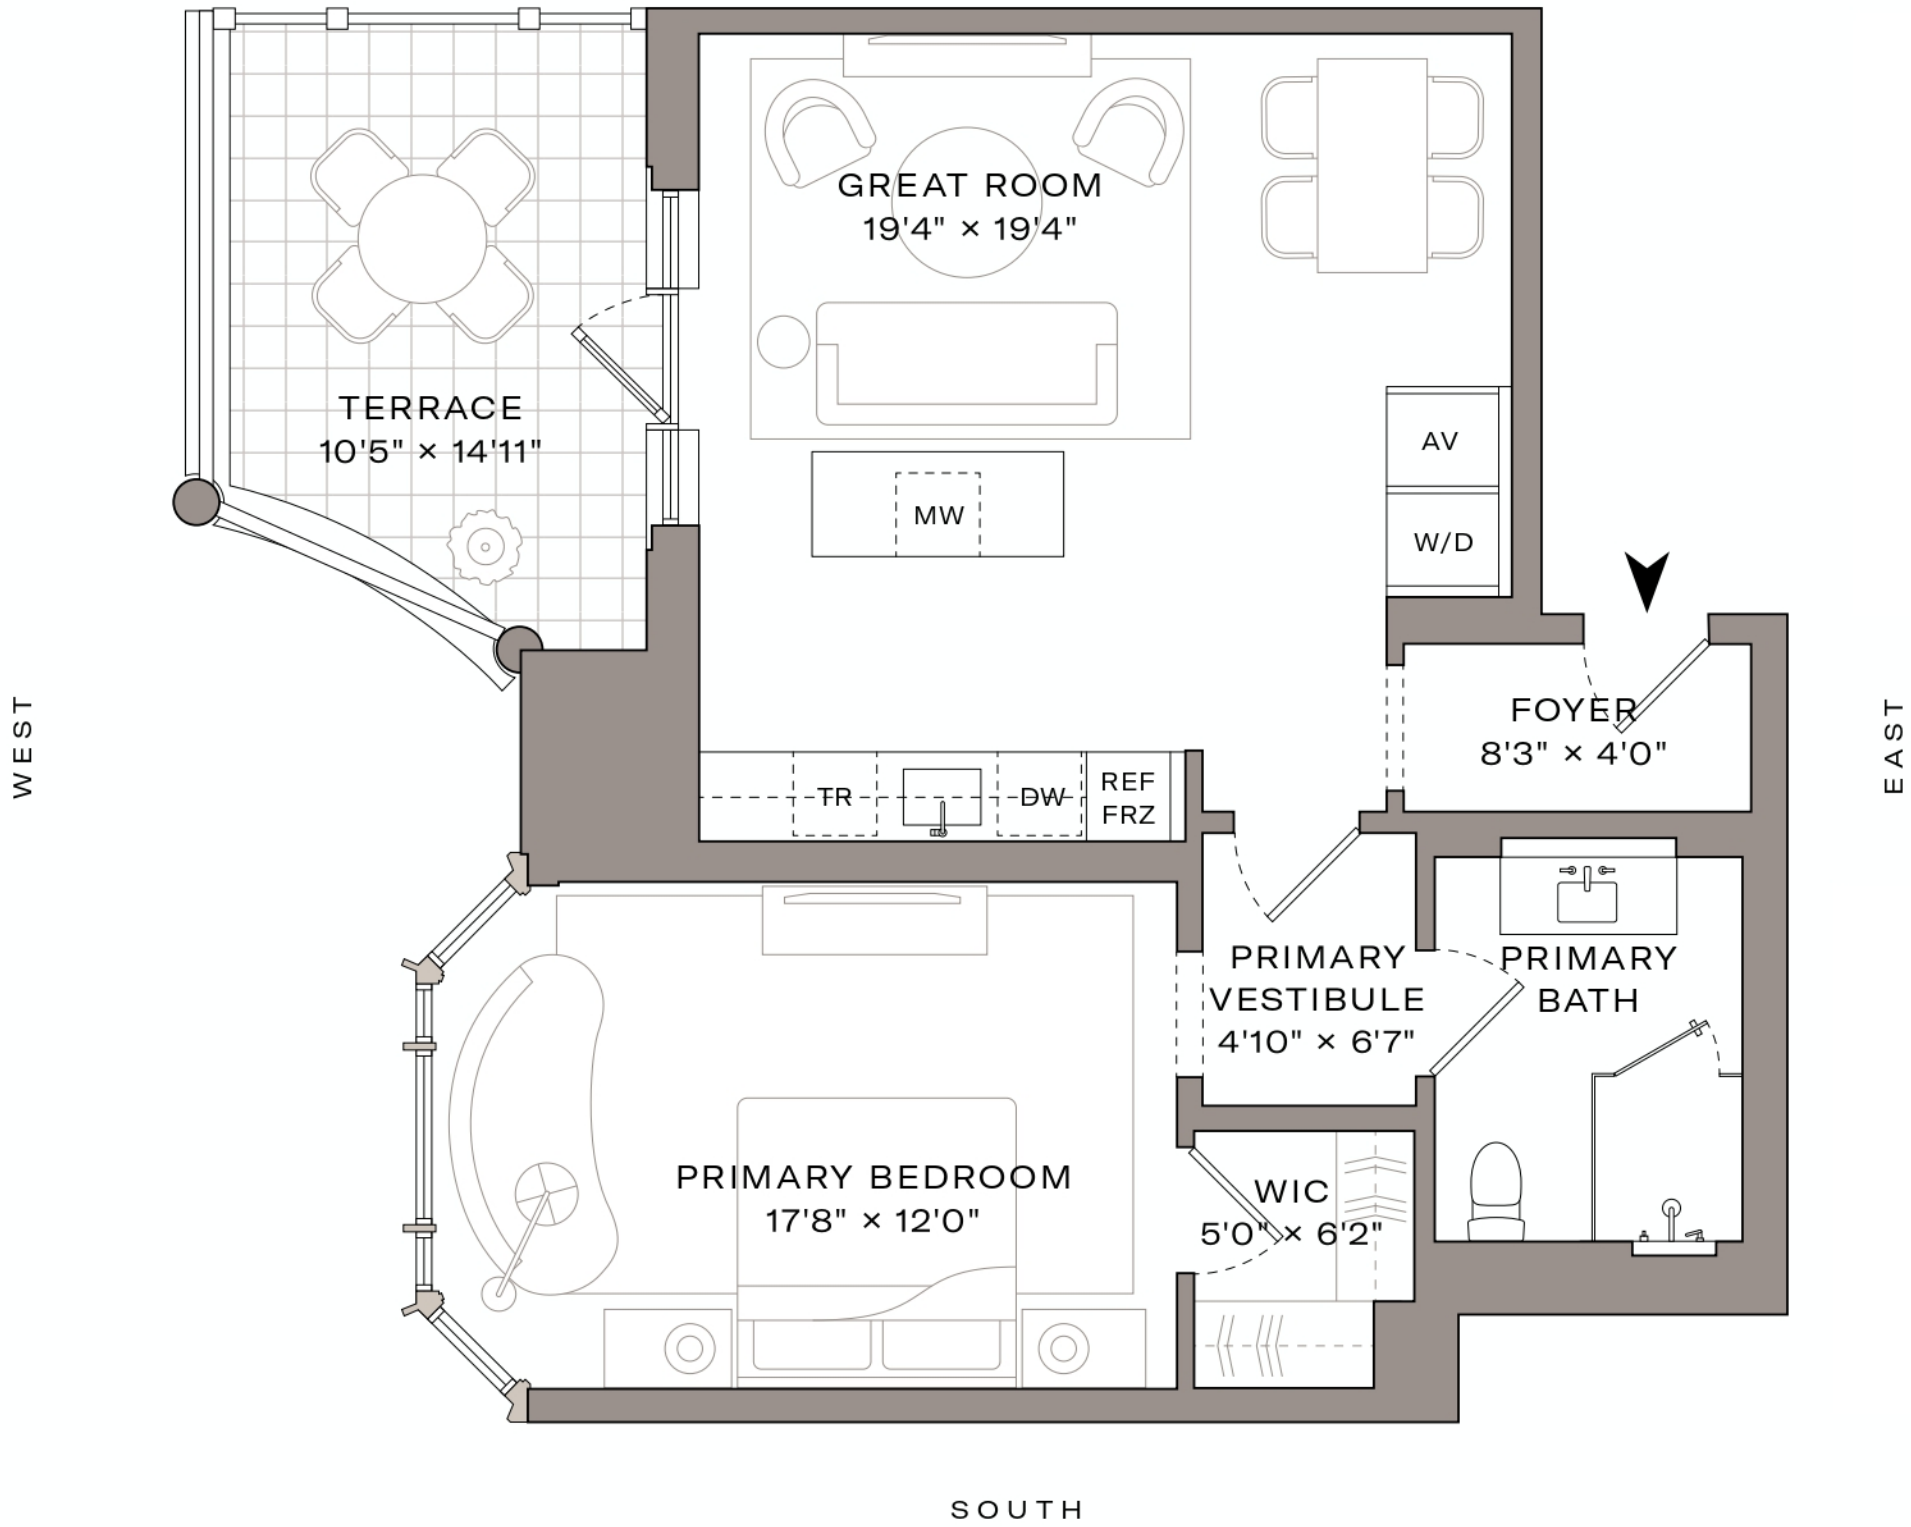 GREAT ROOM
19'4" × 19'4"
TERRACE
10'5" × 14'11"
AV
MW
W/D
WEST
FOYER
8'3" × 4'0"
EAST
TR
DW
REF
FRZ
PRIMARY
VESTIBULE
4'10" × 6'7"
PRIMARY
BATH
PRIMARY BEDROOM
17'8" × 12'0"
WIC
5'0" × 6'2"
SOUTH